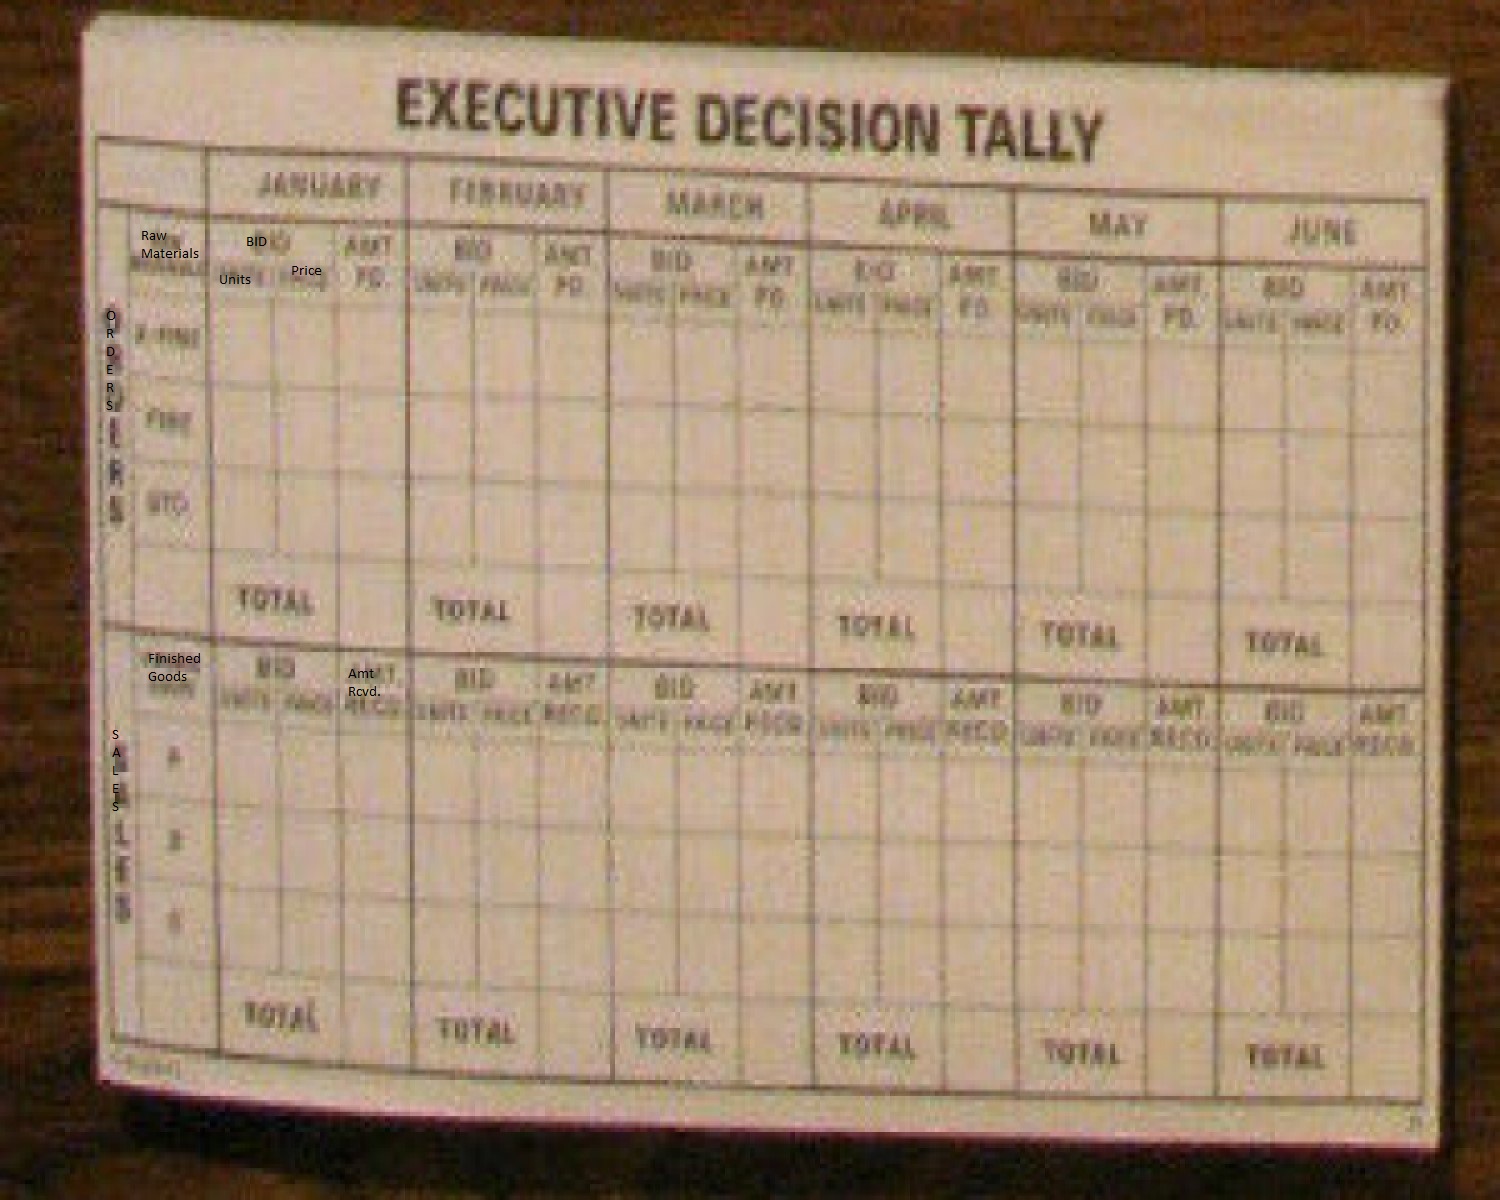 EXECUTIVE DECISION TALLY
JANUARY FEBRUARY MARCH APRIL MAY JUNE
Raw BID BID AMT BID AMT BID AMT BID AMT BID AMT BID AMT
Materials Units Price PD. UNITS PRICE PD. UNITS PRICE PD. UNITS PRICE PD. UNITS PRICE PD. UNITS PRICE PD.
ORDERS
FINE
STD
TOTAL TOTAL TOTAL TOTAL TOTAL TOTAL
Finished BID Amt BID AMT BID AMT BID AMT BID AMT. BID AMT.
Goods UNITS PRICE Rcvd. UNITS PRICE RECD. UNITS PRICE RECD. UNITS PRICE RECD. UNITS PRICE RECD. UNITS PRICE RECD.
SALES
A
B
C
TOTAL TOTAL TOTAL TOTAL TOTAL TOTAL